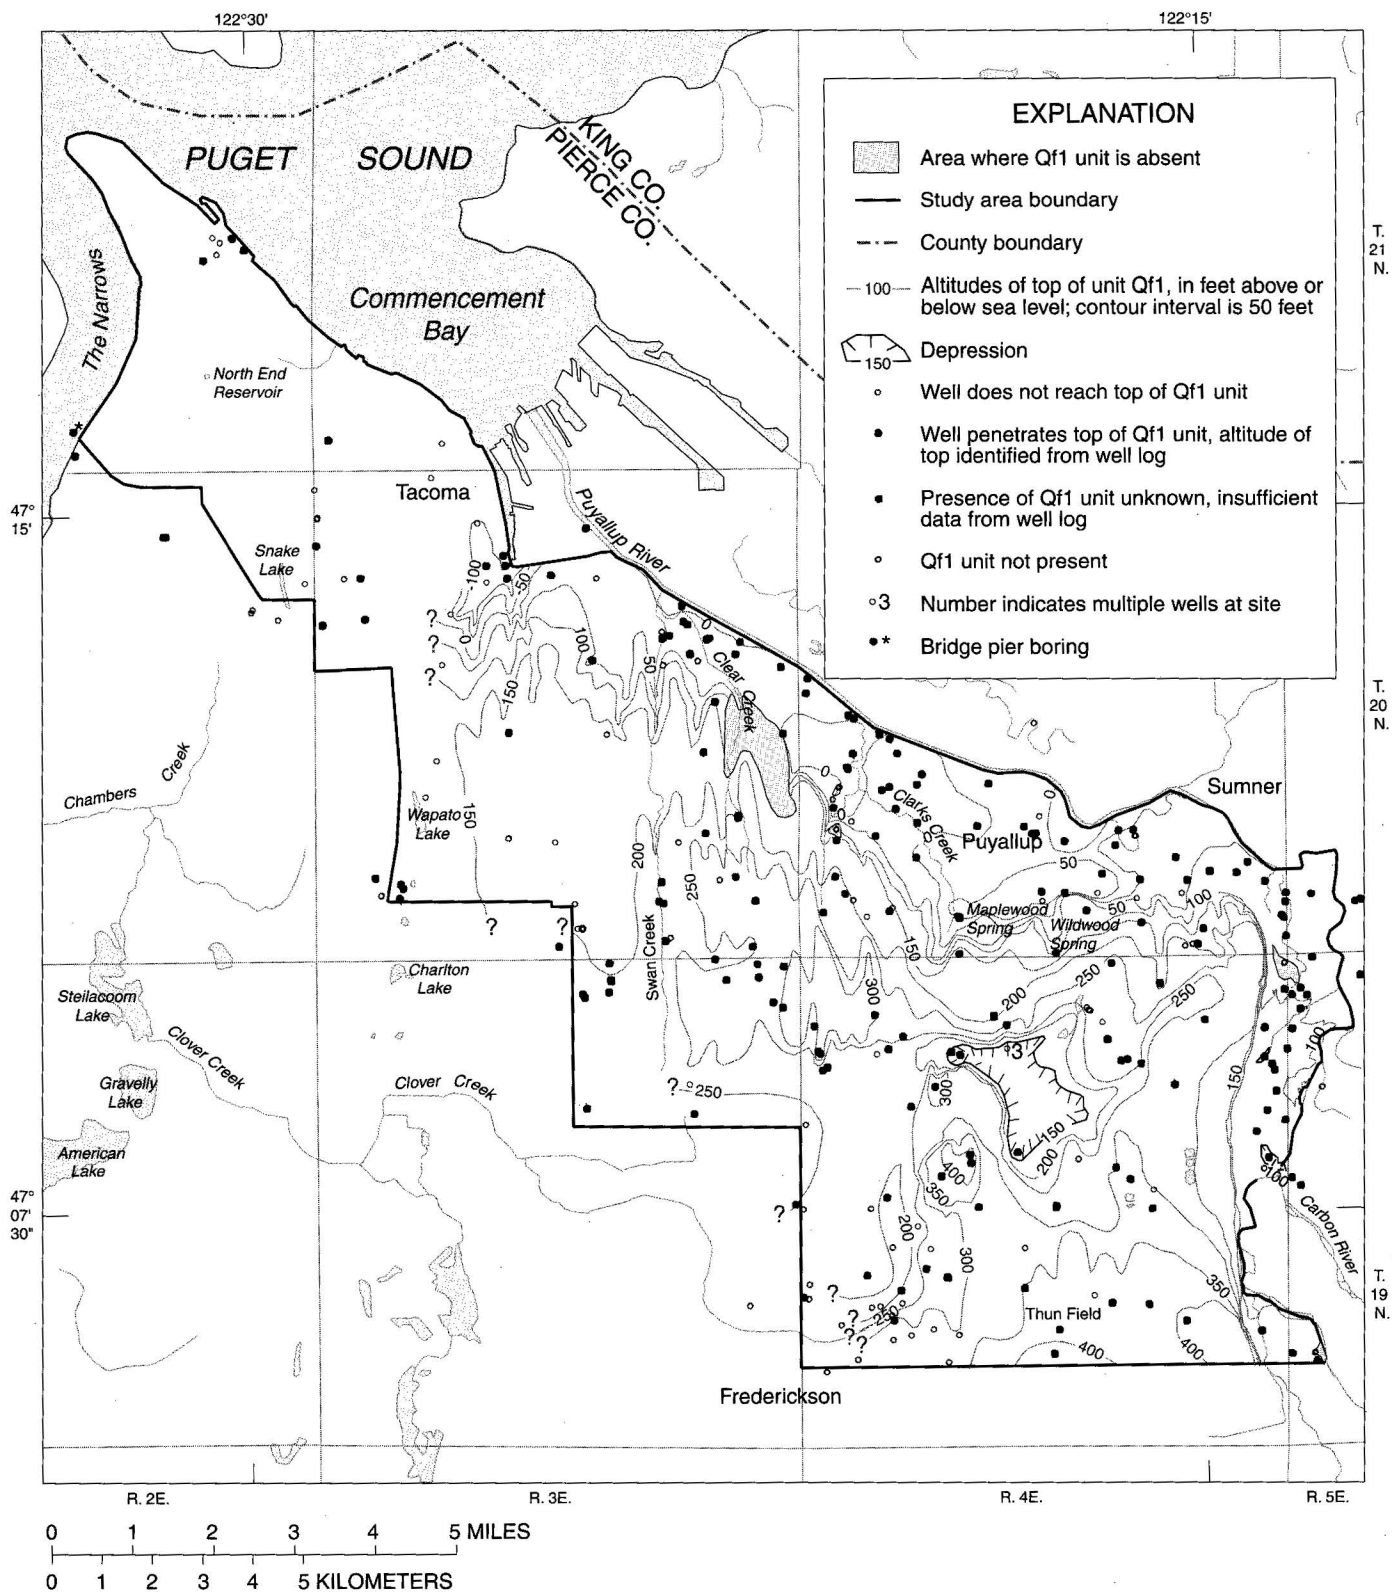 122°30'
122°15'
EXPLANATION
Area where Qf1 unit is absent
Study area boundary
County boundary
100
Altitudes of top of unit Qf1, in feet above or
below sea level; contour interval is 50 feet
150
Depression
Well does not reach top of Qf1 unit
Well penetrates top of Qf1 unit, altitude of
top identified from well log
Presence of Qf1 unit unknown, insufficient
data from well log
Qf1 unit not present
3
Number indicates multiple wells at site
*
Bridge pier boring
PUGET SOUND
KING CO.
PIERCE CO.
T.
21
N.
The Narrows
Commencement
Bay
North End
Reservoir
*
Tacoma
47°
15'
Puyallup River
Snake
Lake
100
50
?
0
?
?
100
150
50
0
Clear Creek
T.
20
N.
Chambers Creek
Wapato
Lake
150
200
250
0
0
Clarks Creek
Puyallup
0
Sumner
50
50
100
Maplewood
Spring
Wildwood
Spring
?
?
Swan Creek
150
250
250
200
300
Charlton
Lake
Steilacoom
Lake
Clover Creek
Gravelly
Lake
Clover Creek
American
Lake
? 250
3
300
150
200
150
100
400
350
100
47°
07'
30"
?
200
300
Carbon River
350
?
250
?
?
?
Thun Field
400
400
T.
19
N.
Frederickson
R. 2E.
R. 3E.
R. 4E.
R. 5E.
0 1 2 3 4 5 MILES
0 1 2 3 4 5 KILOMETERS